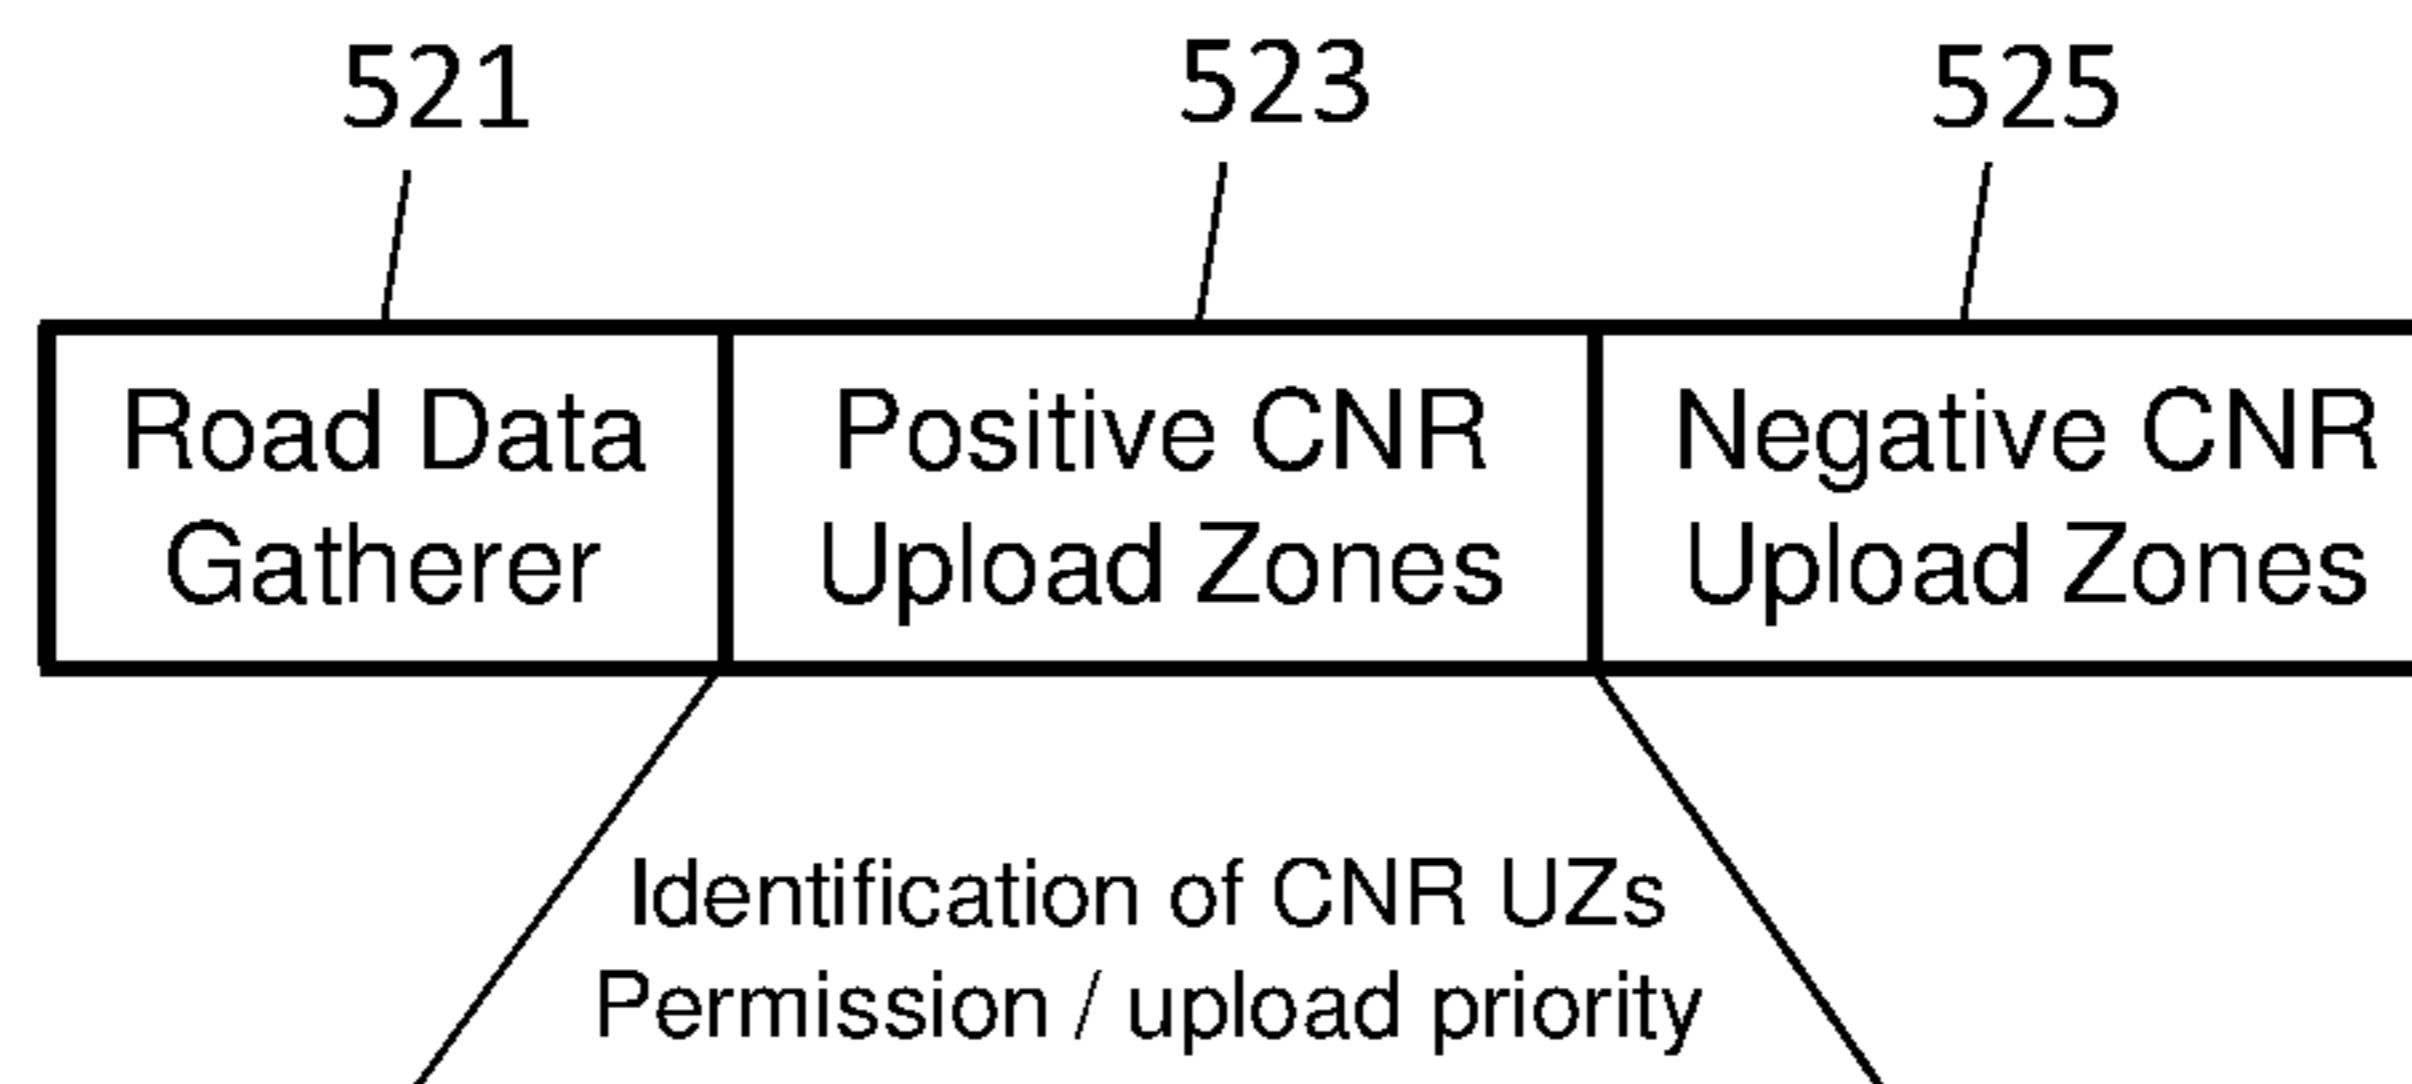 521
523
525
Road Data
Gatherer
Positive CNR
Upload Zones
Negative CNR
Upload Zones
Identification of CNR UZs
Permission / upload priority